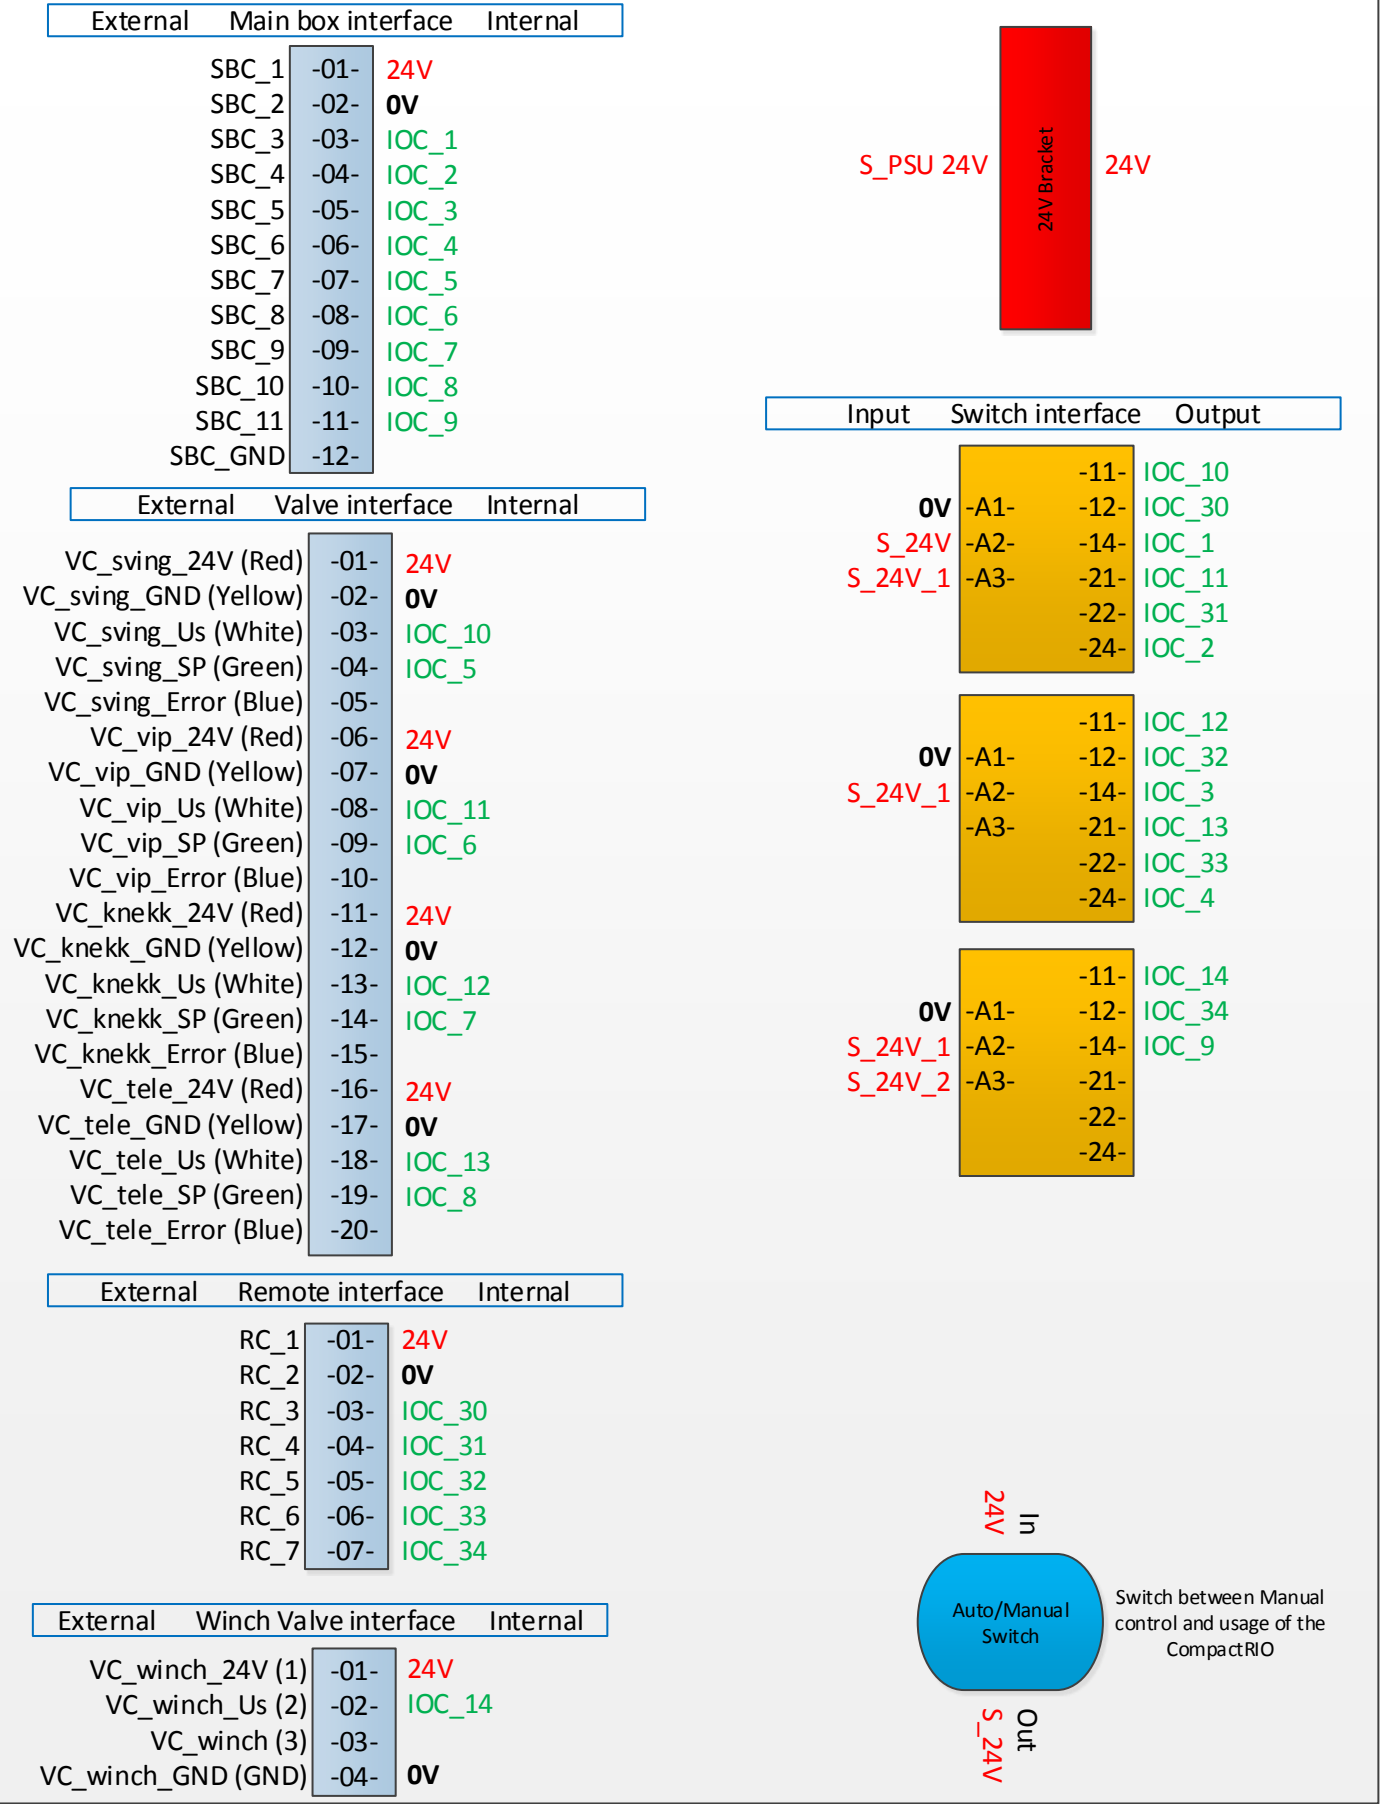 External Main box interface Internal
SBC_1 -01- 24V
SBC_2 -02- 0V
SBC_3 -03- IOC_1
SBC_4 -04- IOC_2
SBC_5 -05- IOC_3
SBC_6 -06- IOC_4
SBC_7 -07- IOC_5
SBC_8 -08- IOC_6
SBC_9 -09- IOC_7
SBC_10 -10- IOC_8
SBC_11 -11- IOC_9
SBC_GND -12-
External Valve interface Internal
VC_sving_24V (Red) -01- 24V
VC_sving_GND (Yellow) -02- 0V
VC_sving_Us (White) -03- IOC_10
VC_sving_SP (Green) -04- IOC_5
VC_sving_Error (Blue) -05-
VC_vip_24V (Red) -06- 24V
VC_vip_GND (Yellow) -07- 0V
VC_vip_Us (White) -08- IOC_11
VC_vip_SP (Green) -09- IOC_6
VC_vip_Error (Blue) -10-
VC_knekk_24V (Red) -11- 24V
VC_knekk_GND (Yellow) -12- 0V
VC_knekk_Us (White) -13- IOC_12
VC_knekk_SP (Green) -14- IOC_7
VC_knekk_Error (Blue) -15-
VC_tele_24V (Red) -16- 24V
VC_tele_GND (Yellow) -17- 0V
VC_tele_Us (White) -18- IOC_13
VC_tele_SP (Green) -19- IOC_8
VC_tele_Error (Blue) -20-
External Remote interface Internal
RC_1 -01- 24V
RC_2 -02- 0V
RC_3 -03- IOC_30
RC_4 -04- IOC_31
RC_5 -05- IOC_32
RC_6 -06- IOC_33
RC_7 -07- IOC_34
External Winch Valve interface Internal
VC_winch_24V (1) -01- 24V
VC_winch_Us (2) -02- IOC_14
VC_winch (3) -03-
VC_winch_GND (GND) -04- 0V
S_PSU 24V 24V Bracket 24V
Input Switch interface Output
-11- IOC_10
0V -A1- -12- IOC_30
S_24V -A2- -14- IOC_1
S_24V_1 -A3- -21- IOC_11
-22- IOC_31
-24- IOC_2
-11- IOC_12
0V -A1- -12- IOC_32
S_24V_1 -A2- -14- IOC_3
-A3- -21- IOC_13
-22- IOC_33
-24- IOC_4
-11- IOC_14
0V -A1- -12- IOC_34
S_24V_1 -A2- -14- IOC_9
S_24V_2 -A3- -21-
-22-
-24-
In
24V
Auto/Manual
Switch
Switch between Manual
control and usage of the
CompactRIO
Out
S_24V